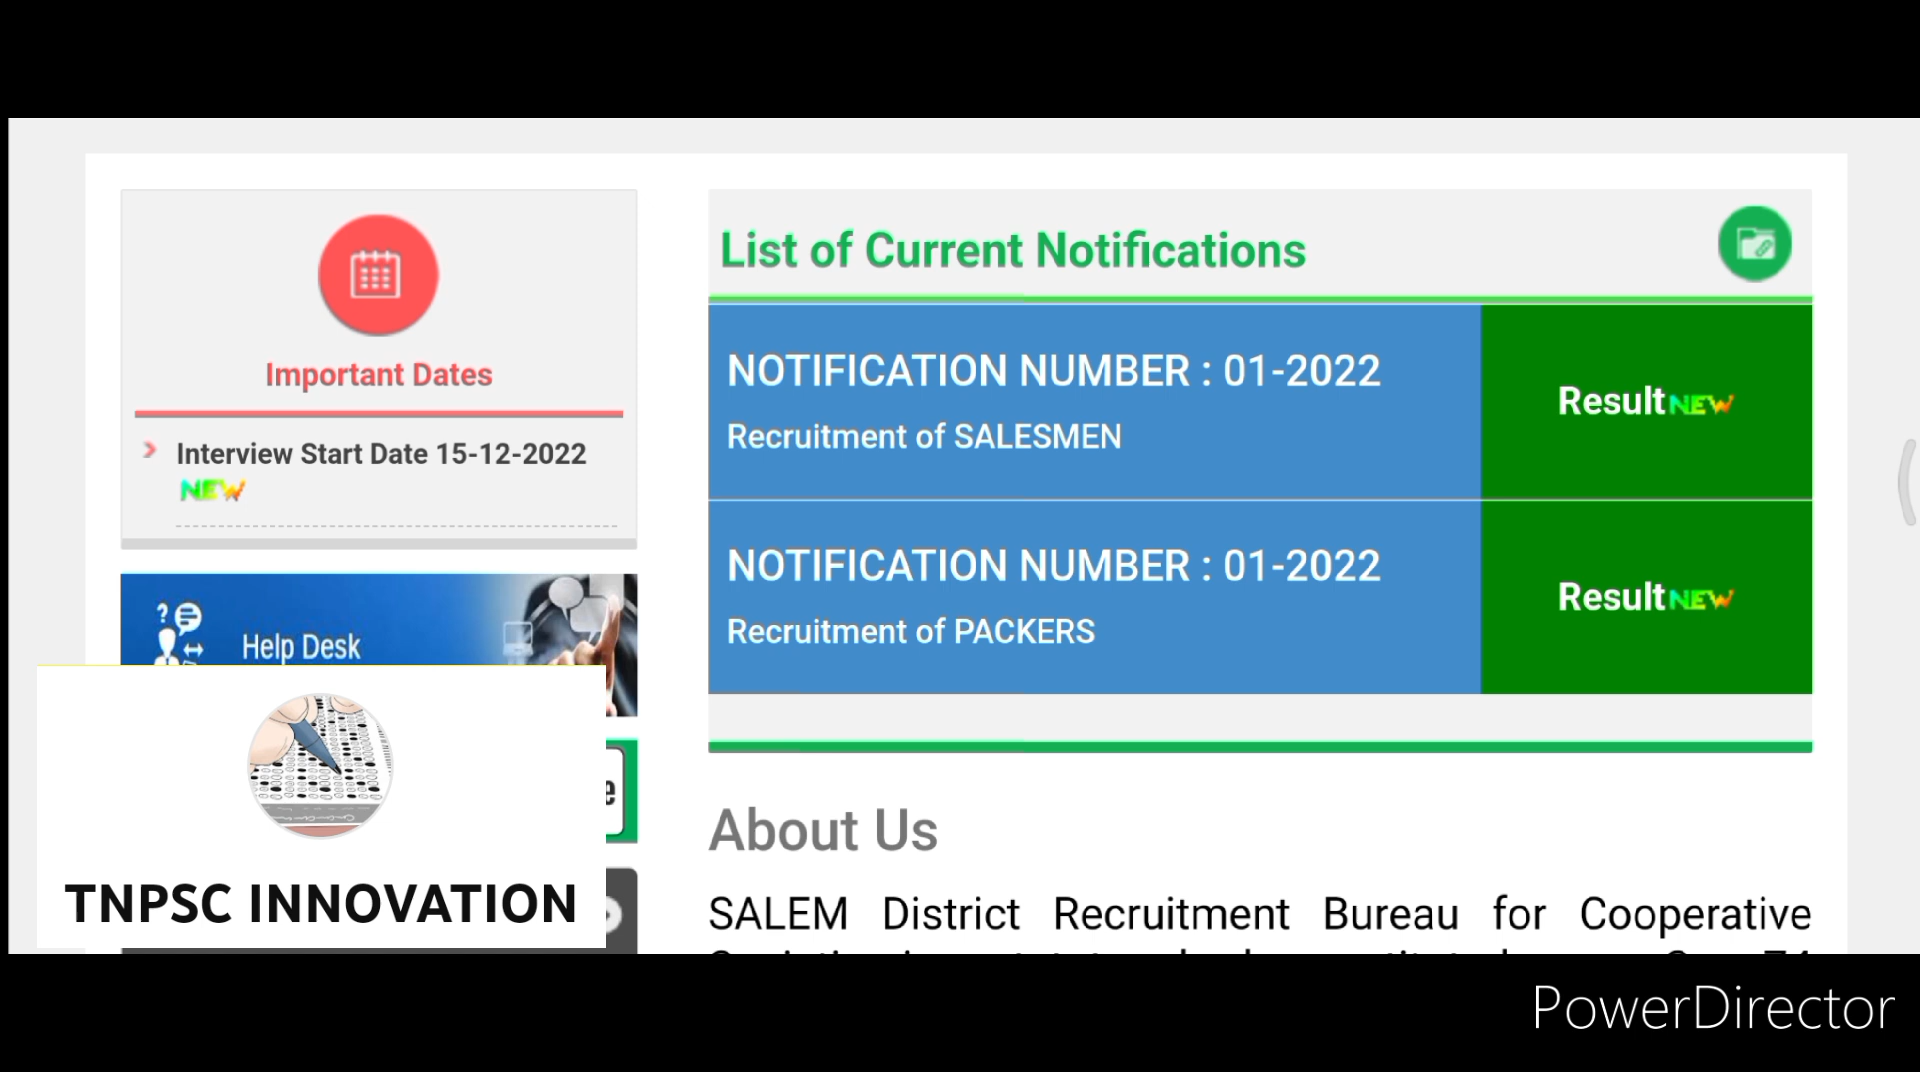 Important Dates
Interview Start Date 15-12-2022
NEW
? Help Desk
e
TNPSC INNOVATION
List of Current Notifications
NOTIFICATION NUMBER : 01-2022
Recruitment of SALESMEN
Result NEW
NOTIFICATION NUMBER : 01-2022
Recruitment of PACKERS
Result NEW
About Us
SALEM District Recruitment Bureau for Cooperative
PowerDirector